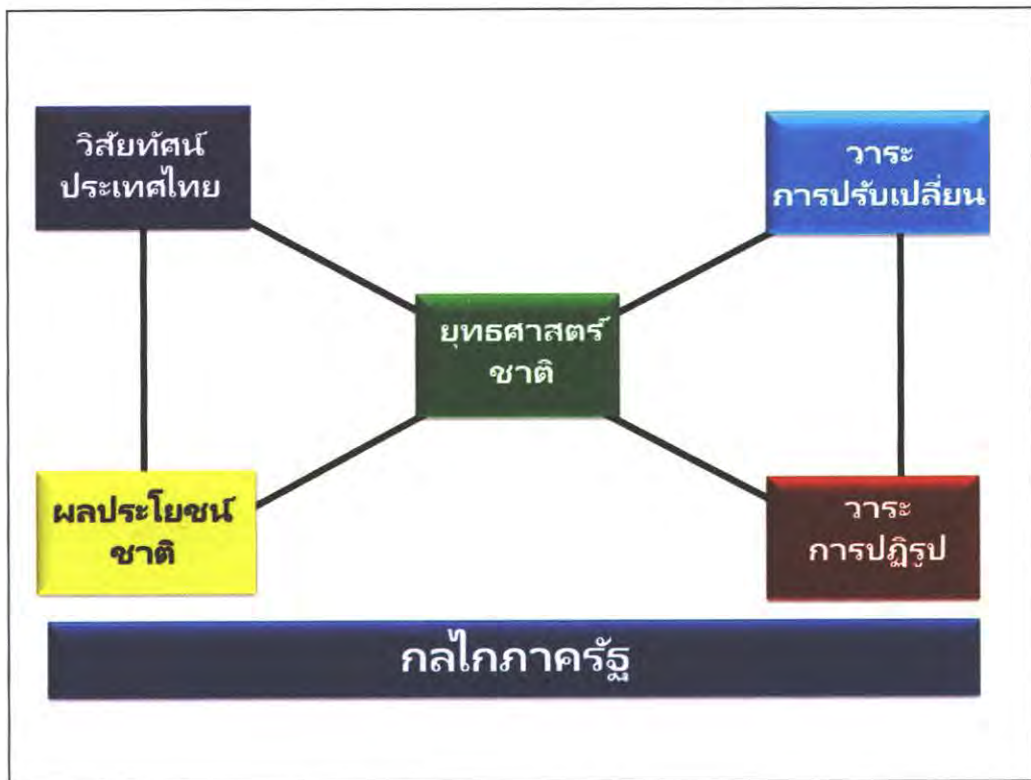 วิสัยทัศน์
ประเทศไทย
วาระ
การปรับเปลี่ยน
ยุทธศาสตร์
ชาติ
ผลประโยชน์
ชาติ
วาระ
การปฏิรูป
กลไกภาครัฐ